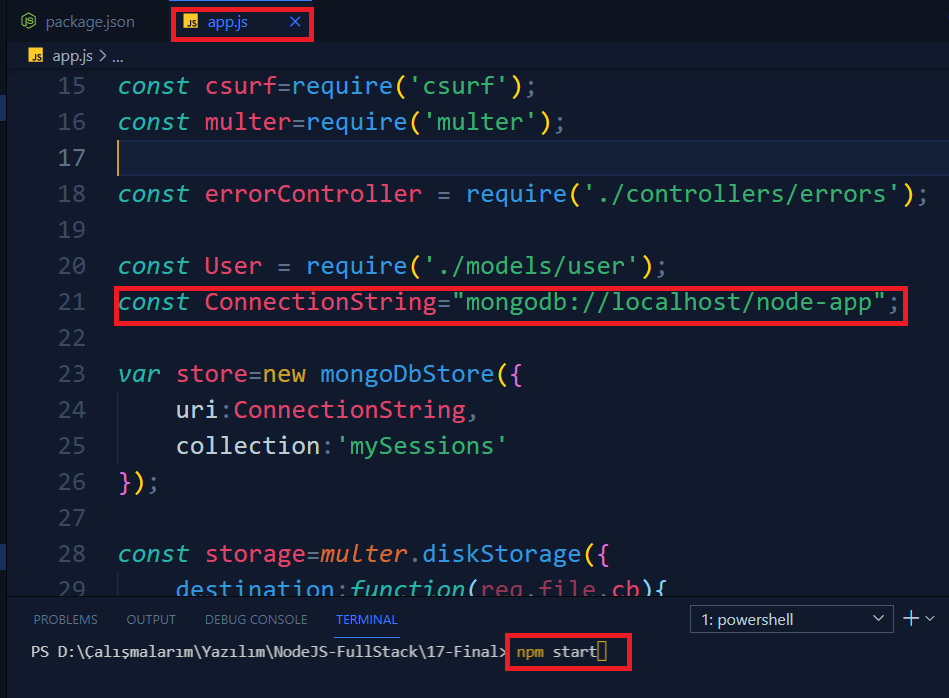 package.json
JS app.js
JS app.js > ...
15 const csurf=require('csurf');
16 const multer=require('multer');
17
18 const errorController = require('./controllers/errors');
19
20 const User = require('./models/user');
21 const ConnectionString="mongodb://localhost/node-app";
22
23 var store=new mongoDbStore({
24 uri:ConnectionString,
25 collection:'mySessions'
26 });
27
28 const storage=multer.diskStorage({
29 destination:function(req,file,cb){
PROBLEMS OUTPUT DEBUG CONSOLE TERMINAL 1: powershell
PS D:\Çalışmalarım\Yazılım\NodeJS-FullStack\17-Final> npm start